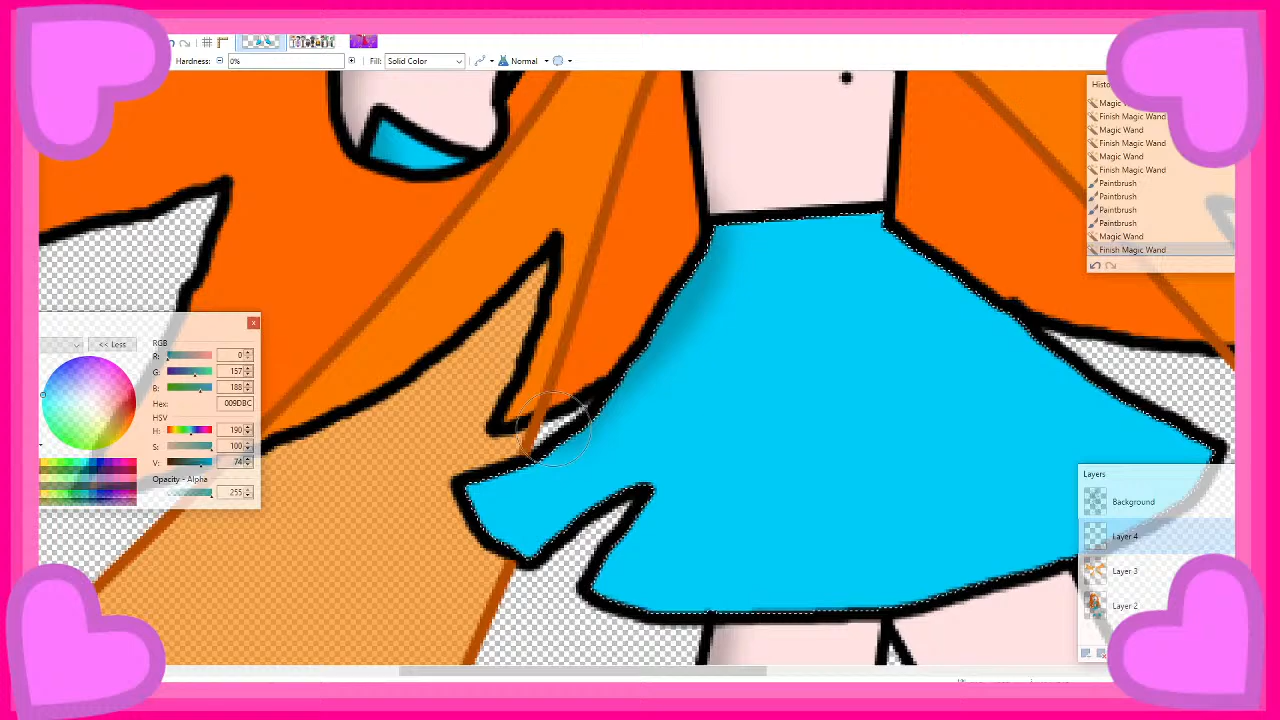 Hardness:
0%
Fill:
Solid Color
Normal
Magic
Finish Magic Wand
Magic Wand
Finish Magic Wand
Magic Wand
Finish Magic Wand
Paintbrush
Paintbrush
Paintbrush
Paintbrush
Magic Wand
Finish Magic Wand
<< Less
RGB
R: 0
G: 157
B: 188
Hex: 009DBC
HSV
H: 190
S: 100
V: 74
Opacity - Alpha
255
Layers
Background
Layer 4
Layer 3
Layer 2